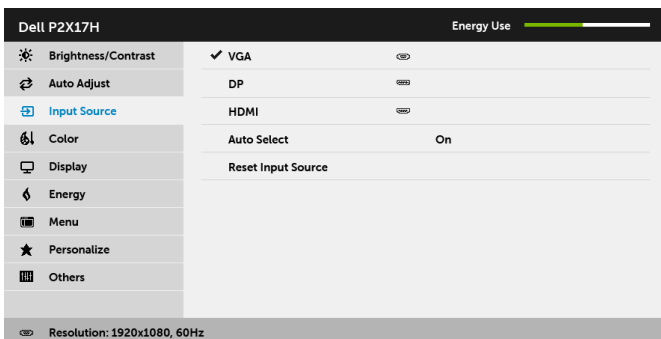 Dell P2X17H Energy Use
Brightness/Contrast VGA
Auto Adjust DP
Input Source HDMI
Color Auto Select On
Display Reset Input Source
Energy
Menu
Personalize
Others
Resolution: 1920x1080, 60Hz